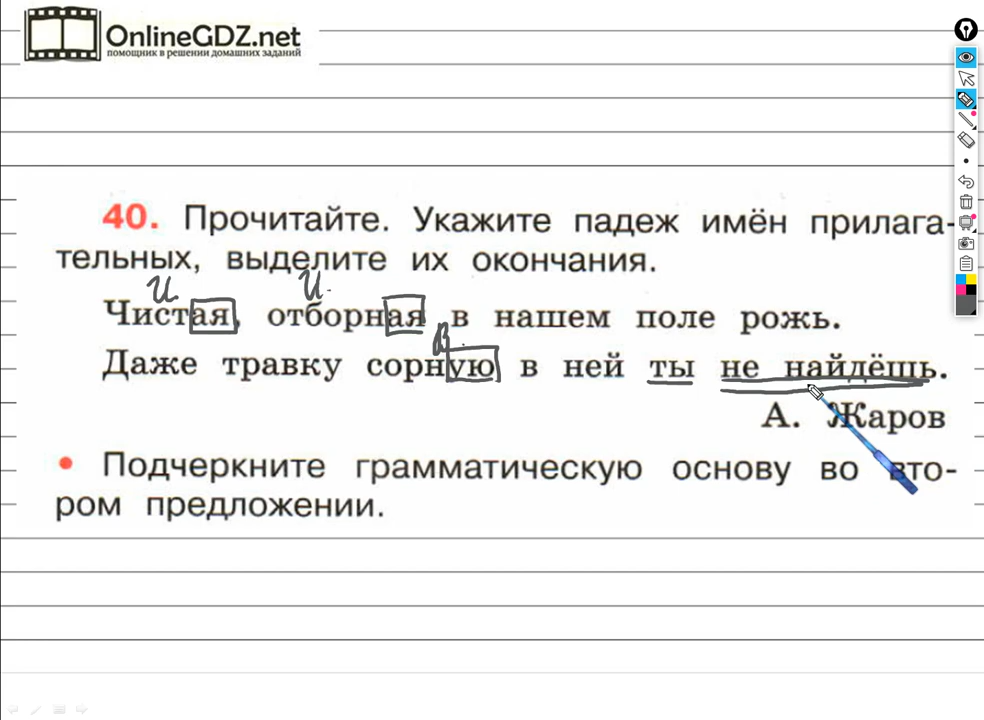 OnlineGDZ.net
помощник в решении домашних заданий
40. Прочитайте. Укажите падеж имён прилага-
тельных, выделите их окончания.
И. И.
Чистая, отборная в нашем поле рожь.
В.
Даже травку сорную в ней ты не найдёшь.
А. Жаров
• Подчеркните грамматическую основу во вто-
ром предложении.